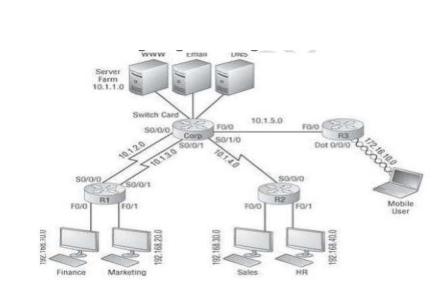 WWW Email DNS
Server
Farm
10.1.1.0
Switch Card
S0/0/0
Corp
F0/0
10.1.5.0
F0/0
R3
S0/0/1
S0/1/0
Dot 0/0/0
172.16.10.0
10.1.2.0
10.1.3.0
10.1.4.0
Mobile
User
S0/0/0
S0/0/1
R1
F0/0
F0/1
S0/0/0
R2
F0/0
F0/1
192.168.20.0
192.168.30.0
192.168.40.0
Finance
Marketing
Sales
HR